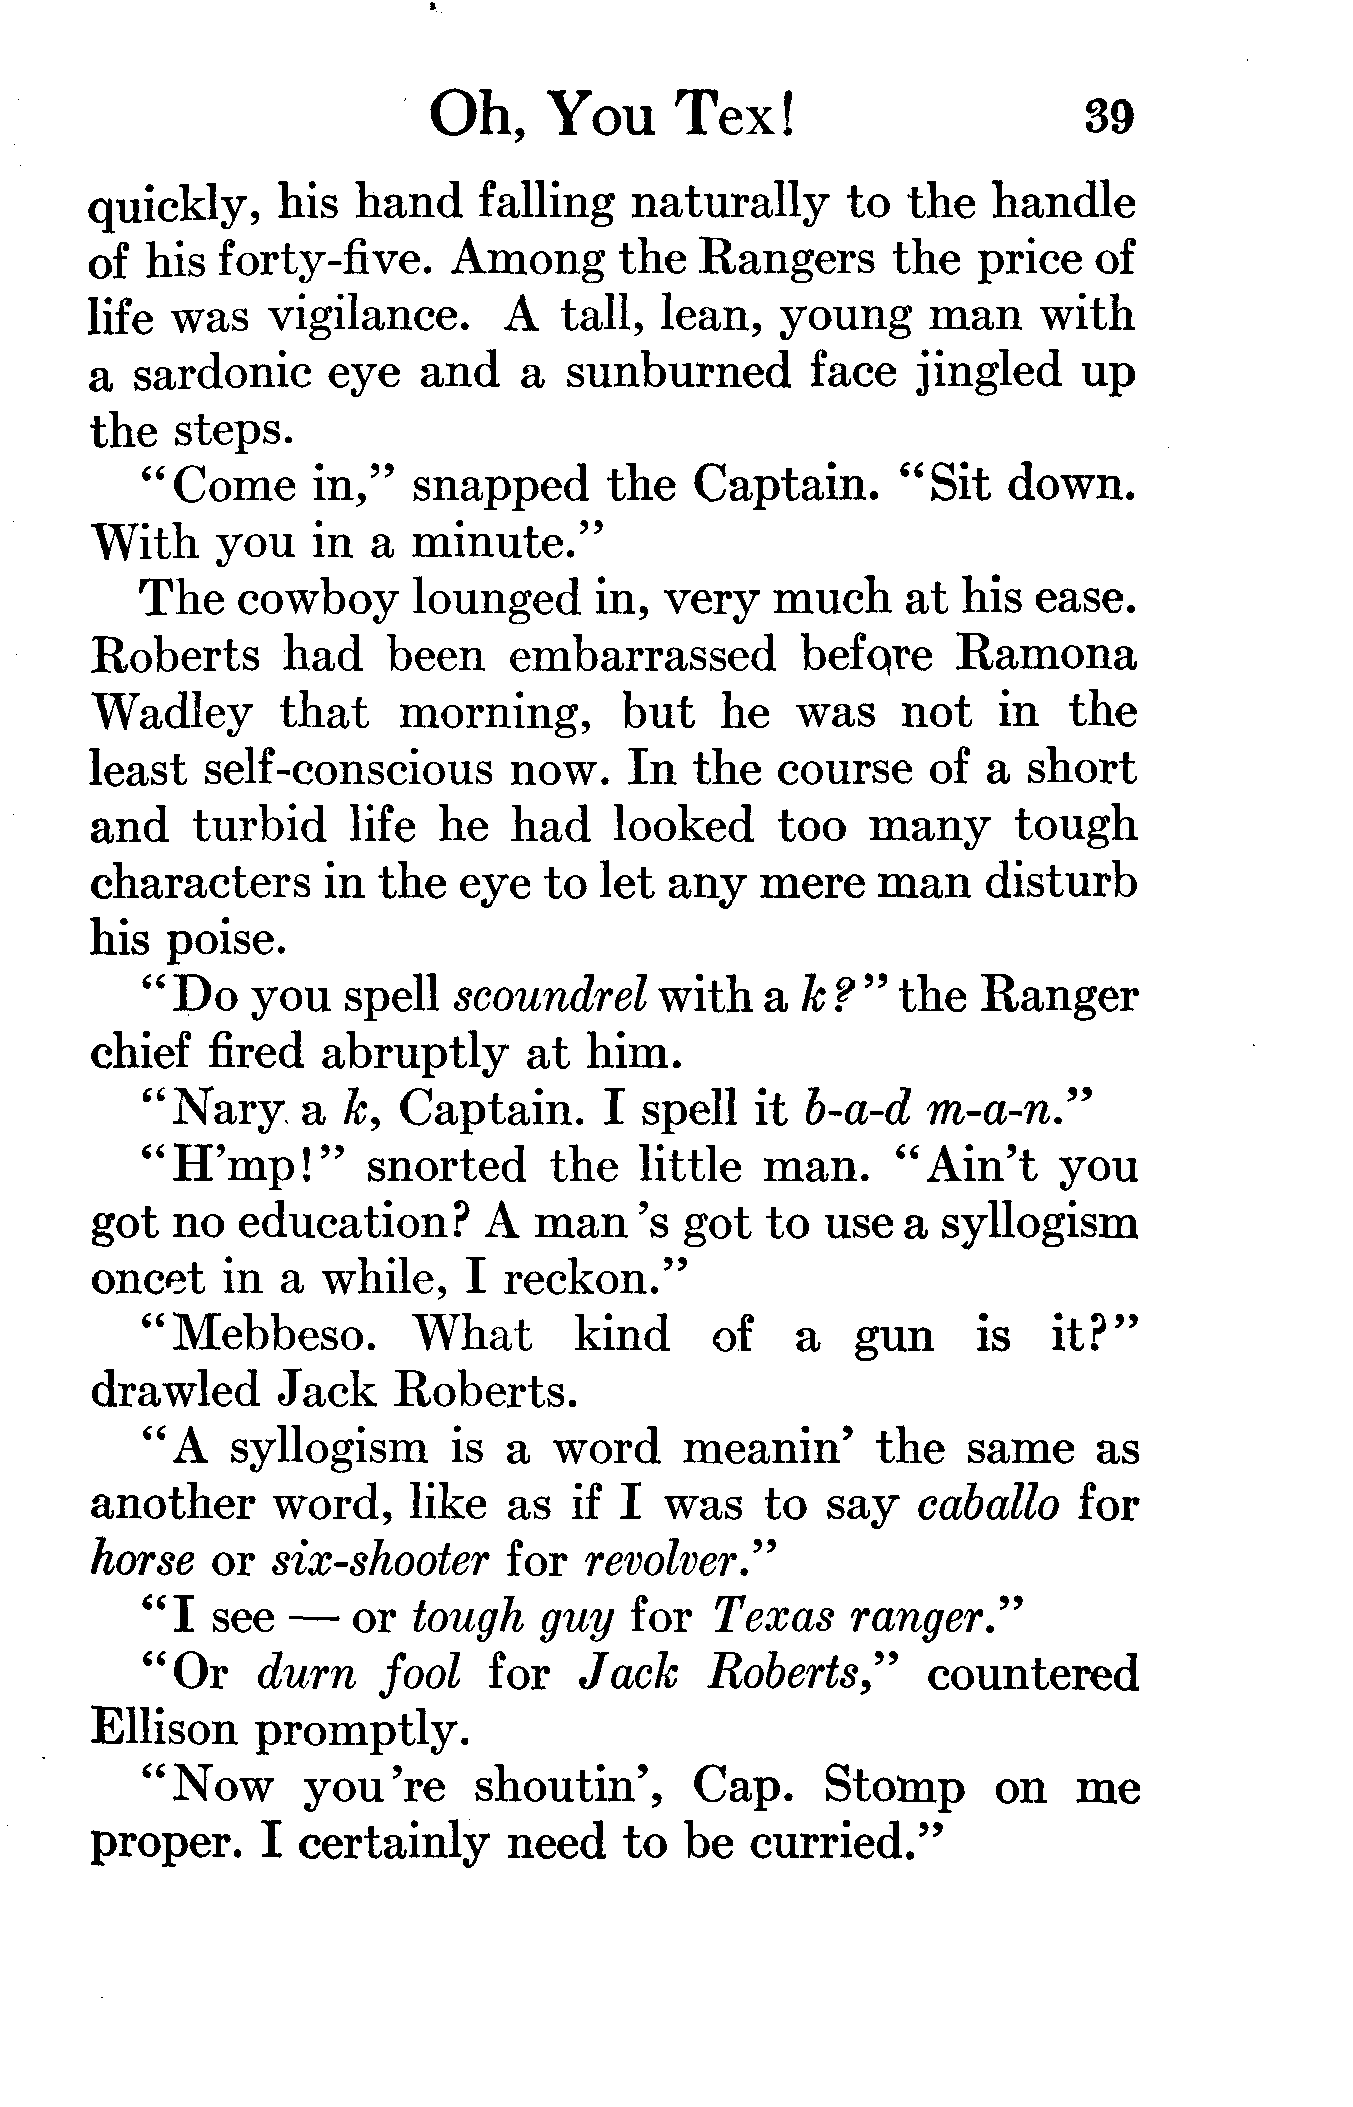 Oh, You Tex! 39
quickly, his hand falling naturally to the handle
of his forty-five. Among the Rangers the price of
life was vigilance. A tall, lean, young man with
a sardonic eye and a sunburned face jingled up
the steps.
"Come in," snapped the Captain. "Sit down.
With you in a minute."
The cowboy lounged in, very much at his ease.
Roberts had been embarrassed before Ramona
Wadley that morning, but he was not in the
least self-conscious now. In the course of a short
and turbid life he had looked too many tough
characters in the eye to let any mere man disturb
his poise.
"Do you spell scoundrel with a k?" the Ranger
chief fired abruptly at him.
"Nary a k, Captain. I spell it b-a-d m-a-n."
"H'mp!" snorted the little man. "Ain't you
got no education? A man 's got to use a syllogism
oncet in a while, I reckon."
"Mebbeso. What kind of a gun is it?"
drawled Jack Roberts.
"A syllogism is a word meanin' the same as
another word, like as if I was to say caballo for
horse or six-shooter for revolver."
"I see — or tough guy for Texas ranger."
"Or durn fool for Jack Roberts," countered
Ellison promptly.
"Now you 're shoutin', Cap. Stomp on me
proper. I certainly need to be curried."